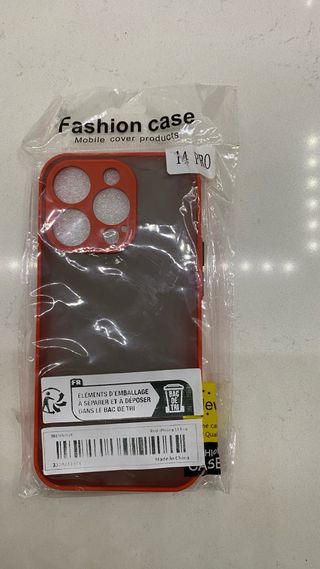 Fashion case
Mobile cover products
14 PRO
FR
ÉLÉMENTS D'EMBALLAGE
À SÉPARER ET À DÉPOSER
DANS LE BAC DE TRI
BAC
DE
TRI
Made in China
CASE